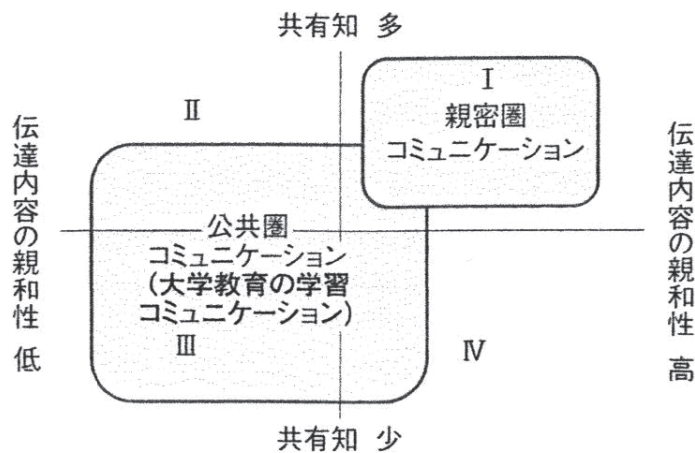 共有知 多
Ⅰ
親密圏
コミュニケーション
Ⅱ
伝達内容の親和性 低
伝達内容の親和性 高
公共圏
コミュニケーション
(大学教育の学習
コミュニケーション)
Ⅲ
Ⅳ
共有知 少